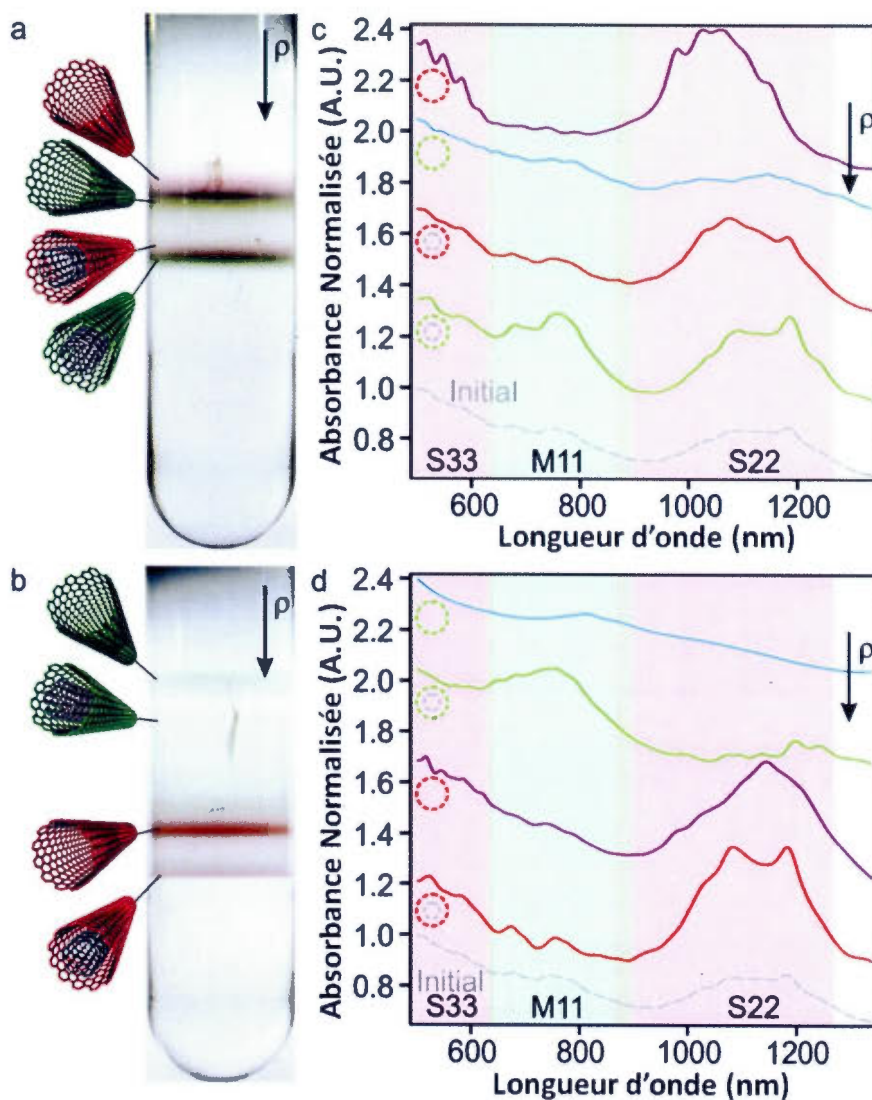 a
ρ
c
Absorbance Normalisée (A.U.)
2.4
2.2
2.0
1.8
1.6
1.4
1.2
1.0
0.8
ρ
Initial
S33 M11 S22
600 800 1000 1200
Longueur d'onde (nm)
b
ρ
d
Absorbance Normalisée (A.U.)
2.4
2.2
2.0
1.8
1.6
1.4
1.2
1.0
0.8
ρ
Initial
S33 M11 S22
600 800 1000 1200
Longueur d'onde (nm)